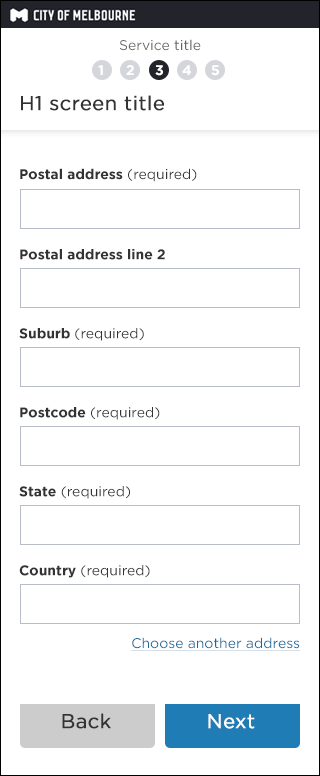 CITY OF MELBOURNE
Service title
1 2 3 4 5
H1 screen title
Postal address (required)
Postal address line 2
Suburb (required)
Postcode (required)
State (required)
Country (required)
Choose another address
Back Next